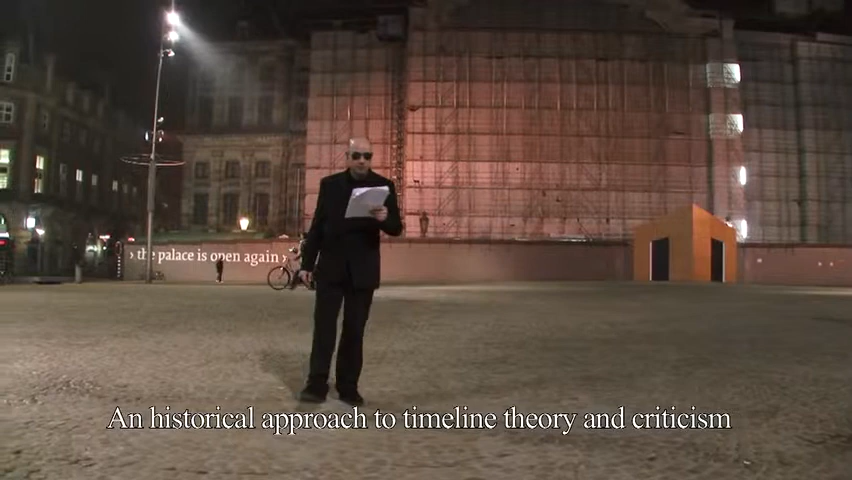 › the palace is open again ›
An historical approach to timeline theory and criticism